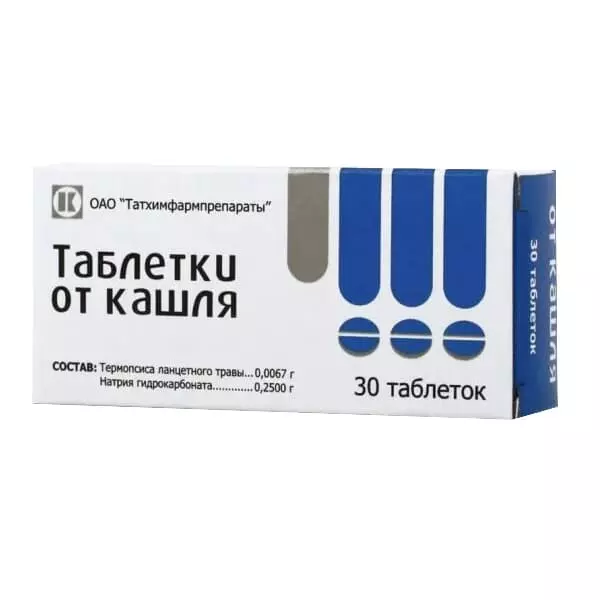 ОАО "Татхимфармпрепараты"
Таблетки
от кашля
СОСТАВ: Термопсиса ланцетного травы...0,0067 г
Натрия гидрокарбоната.............0,2500 г
30 таблеток
от кашля
30 таблеток